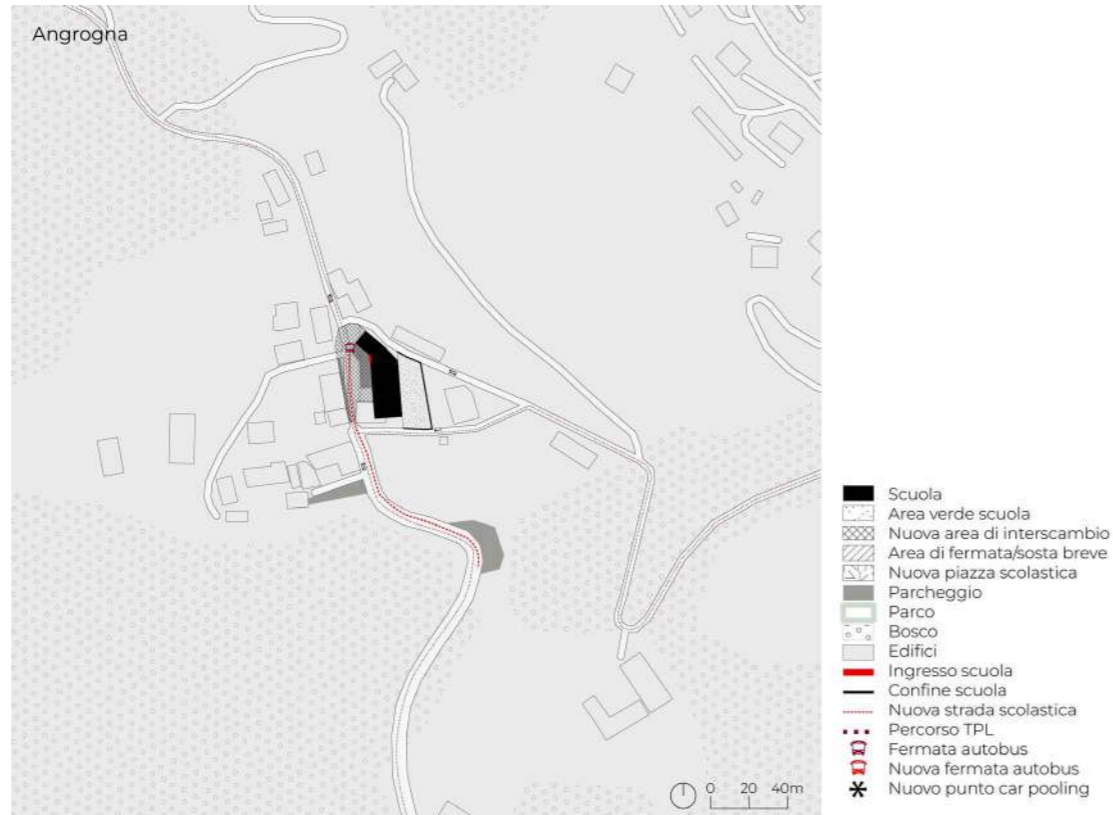 Angrogna
Scuola
Area verde scuola
Nuova area di interscambio
Area di fermata/sosta breve
Nuova piazza scolastica
Parcheggio
Parco
Bosco
Edifici
Ingresso scuola
Confine scuola
Nuova strada scolastica
Percorso TPL
Fermata autobus
Nuova fermata autobus
Nuovo punto car pooling
0 20 40m